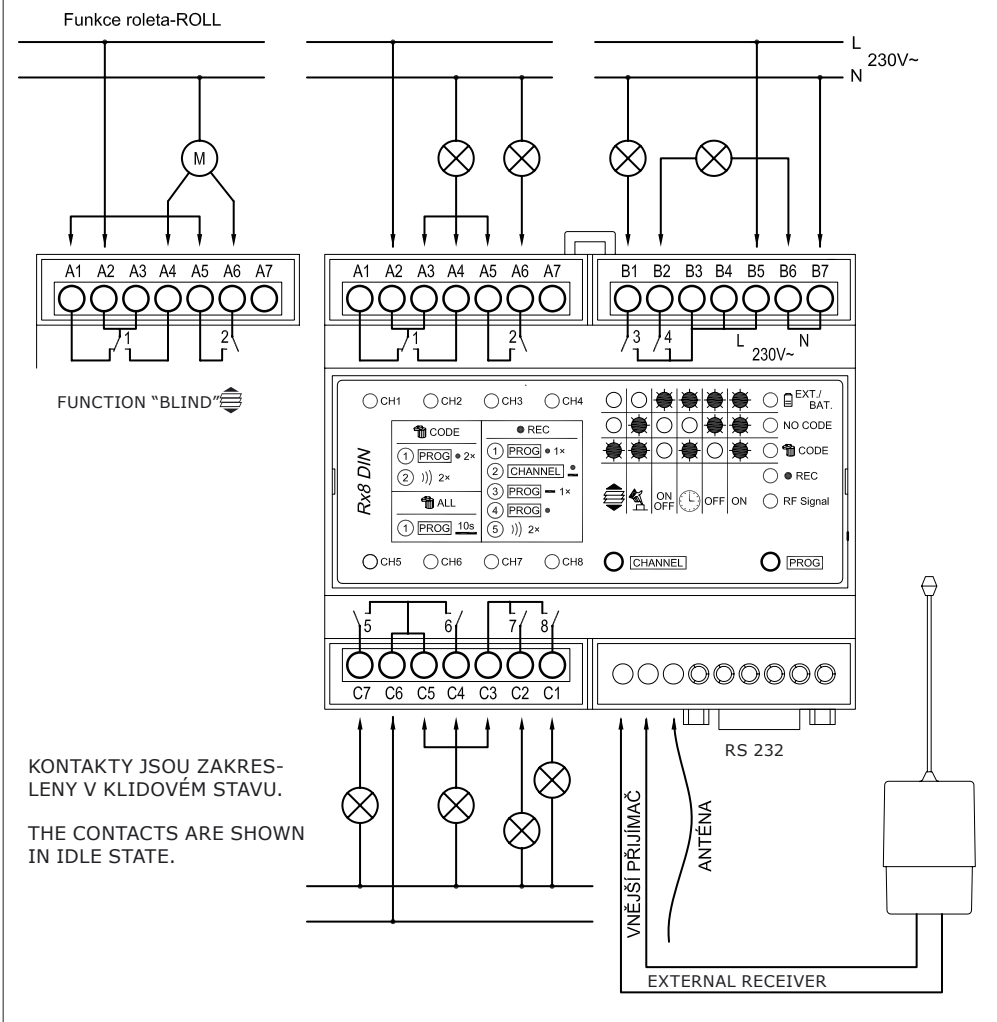 Funkce roleta-ROLL
L
230V~
N
M
A1 A2 A3 A4 A5 A6 A7
A1 A2 A3 A4 A5 A6 A7
B1 B2 B3 B4 B5 B6 B7
1 2
1 2
3 4 L N
230V~
FUNCTION “BLIND”
CH1 CH2 CH3 CH4
EXT./
BAT.
NO CODE
CODE
REC
RF Signal
Rx8 DIN
CODE
1 PROG 2×
2 ))) 2×
ALL
1 PROG 10s
REC
1 PROG 1×
2 CHANNEL
3 PROG 1×
4 PROG
5 ))) 2×
ON
OFF
OFF ON
CH5 CH6 CH7 CH8
CHANNEL
PROG
5 6 7 8
C7 C6 C5 C4 C3 C2 C1
RS 232
KONTAKTY JSOU ZAKRES-
LENY V KLIDOVÉM STAVU.
THE CONTACTS ARE SHOWN
IN IDLE STATE.
VNĚJŠÍ PŘIJÍMAČ
ANTÉNA
EXTERNAL RECEIVER